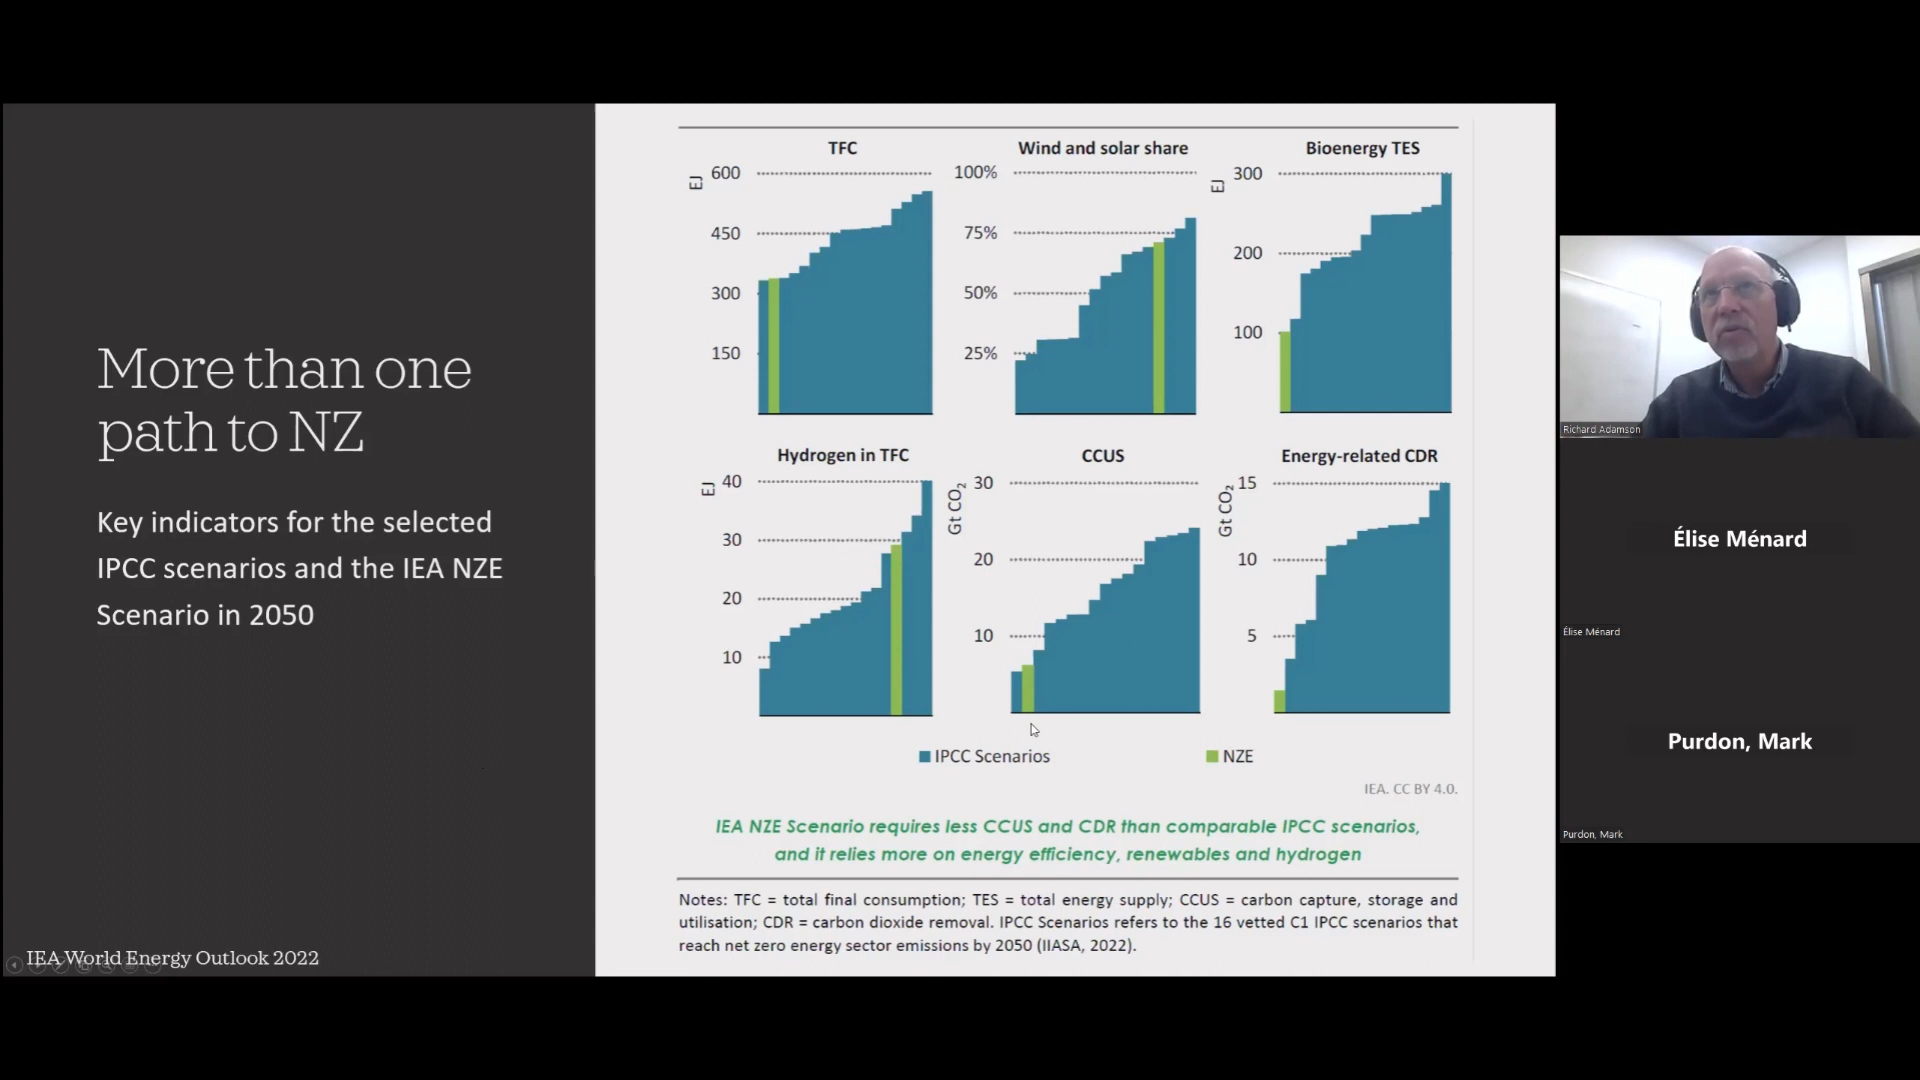 More than one
path to NZ
Key indicators for the selected
IPCC scenarios and the IEA NZE
Scenario in 2050
IEA World Energy Outlook 2022
TFC
EJ
600
450
300
150
Wind and solar share
100%
75%
50%
25%
Bioenergy TES
EJ
300
200
100
Hydrogen in TFC
EJ
40
30
20
10
CCUS
Gt CO₂
30
20
10
Energy-related CDR
Gt CO₂
15
10
5
IPCC Scenarios
NZE
IEA. CC BY 4.0.
IEA NZE Scenario requires less CCUS and CDR than comparable IPCC scenarios,
and it relies more on energy efficiency, renewables and hydrogen
Notes: TFC = total final consumption; TES = total energy supply; CCUS = carbon capture, storage and
utilisation; CDR = carbon dioxide removal. IPCC Scenarios refers to the 16 vetted C1 IPCC scenarios that
reach net zero energy sector emissions by 2050 (IIASA, 2022).
Richard Adamson
Élise Ménard
Élise Ménard
Purdon, Mark
Purdon, Mark